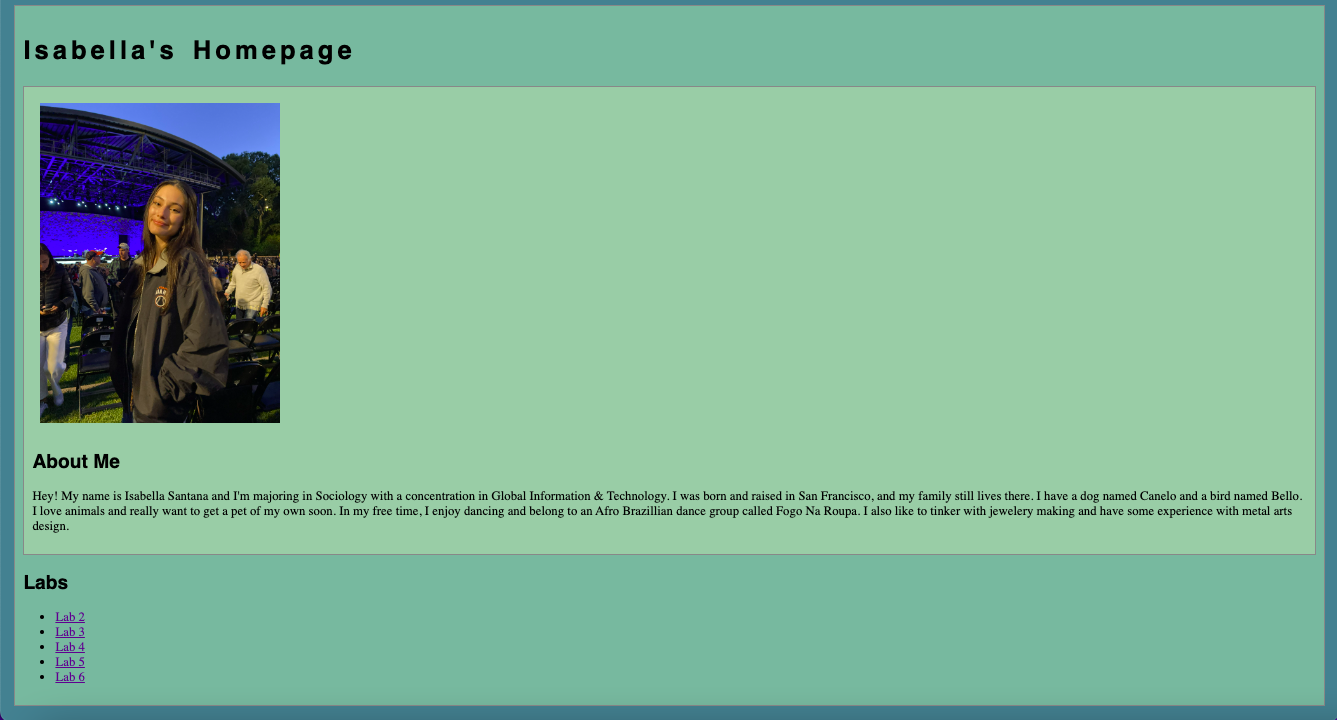 Isabella's Homepage
About Me
Hey! My name is Isabella Santana and I'm majoring in Sociology with a concentration in Global Information & Technology. I was born and raised in San Francisco, and my family still lives there. I have a dog named Canelo and a bird named Bello.
I love animals and really want to get a pet of my own soon. In my free time, I enjoy dancing and belong to an Afro Brazillian dance group called Fogo Na Roupa. I also like to tinker with jewelery making and have some experience with metal arts
design.
Labs
Lab 2
Lab 3
Lab 4
Lab 5
Lab 6